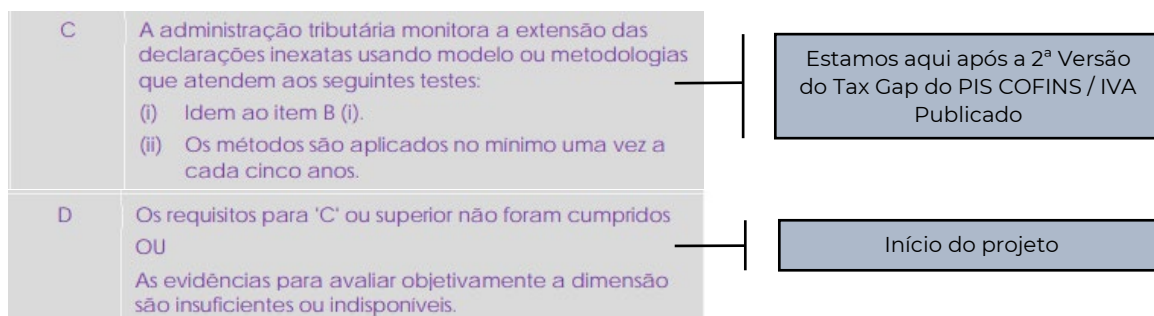 C
A administração tributária monitora a extensão das
declarações inexatas usando modelo ou metodologias
que atendem aos seguintes testes:
(i) Idem ao item B (i).
(ii) Os métodos são aplicados no mínimo uma vez a
cada cinco anos.
Estamos aqui após a 2ª Versão
do Tax Gap do PIS COFINS / IVA
Publicado
D
Os requisitos para 'C' ou superior não foram cumpridos
OU
As evidências para avaliar objetivamente a dimensão
são insuficientes ou indisponíveis.
Início do projeto